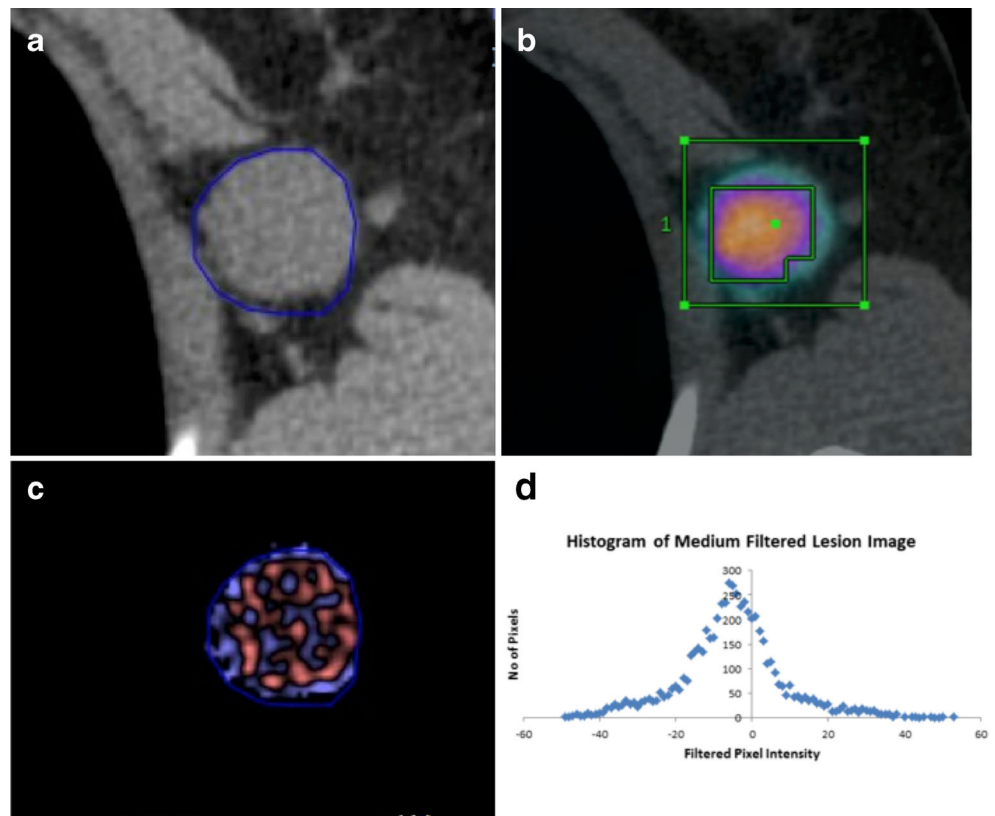 a
b
1
c
d
Histogram of Medium Filtered Lesion Image
No of Pixels
300
250
200
150
100
50
0
-60 -40 -20 0 20 40 60
Filtered Pixel Intensity